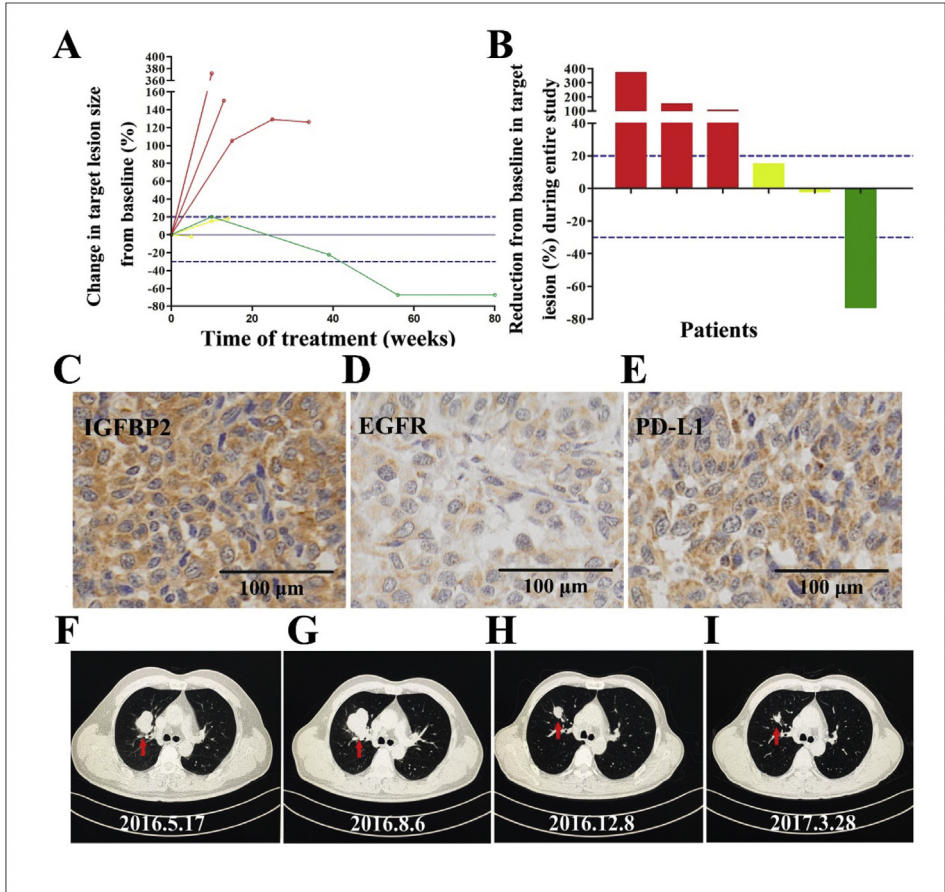 A
Change in target lesion size
from baseline (%)
400
380
360
160
140
120
100
80
60
40
20
0
-20
-40
-60
-80
0
20
40
60
80
Time of treatment (weeks)
B
Reduction from baseline in target
lesion (%) during entire study
400
300
200
100
40
20
0
-20
-40
-60
-80
Patients
C
IGFBP2
100 μm
D
EGFR
100 μm
E
PD-L1
100 μm
F
2016.5.17
G
2016.8.6
H
2016.12.8
I
2017.3.28